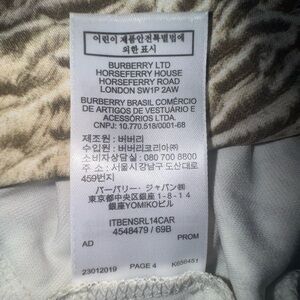 어린이 제품안전특별법에
의한 표시
BURBERRY LTD
HORSEFERRY HOUSE
HORSEFERRY ROAD
LONDON SW1P 2AW
BURBERRY BRASIL COMÉRCIO
DE ARTIGOS DE VESTUÁRIO E
ACESSÓRIOS LTDA.
CNPJ: 10.770.518/0001-68
제조원 : 버버리
수입원 : 버버리코리아㈜
소비자상담실: 080 700 8800
주 소 : 서울시강남구 도산대로
459번지
バーバリー・ジャパン㈱
東京都中央区銀座 1-8-14
銀座YOMIKOビル
ITBENSRL14CAR
4548479 / 69B
AD PROM
23012019 PAGE 4 K656451